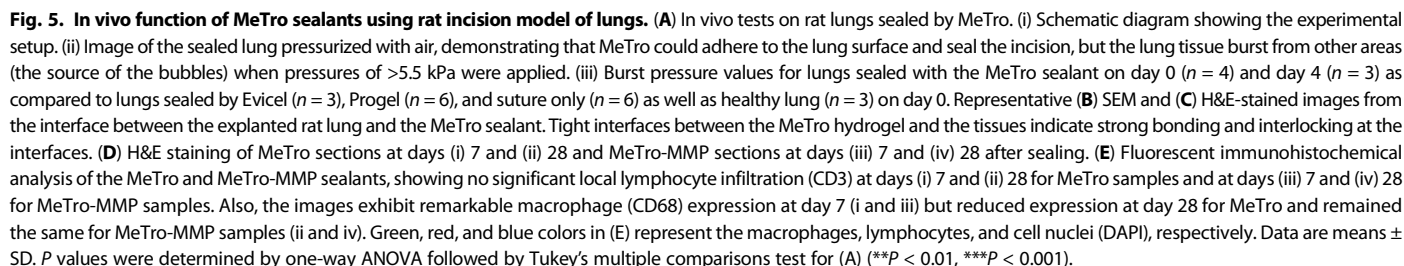 Fig. 5. In vivo function of MeTro sealants using rat incision model of lungs. (A) In vivo tests on rat lungs sealed by MeTro. (i) Schematic diagram showing the experimental
setup. (ii) Image of the sealed lung pressurized with air, demonstrating that MeTro could adhere to the lung surface and seal the incision, but the lung tissue burst from other areas
(the source of the bubbles) when pressures of >5.5 kPa were applied. (iii) Burst pressure values for lungs sealed with the MeTro sealant on day 0 (n = 4) and day 4 (n = 3) as
compared to lungs sealed by Evicel (n = 3), Progel (n = 6), and suture only (n = 6) as well as healthy lung (n = 3) on day 0. Representative (B) SEM and (C) H&E-stained images from
the interface between the explanted rat lung and the MeTro sealant. Tight interfaces between the MeTro hydrogel and the tissues indicate strong bonding and interlocking at the
interfaces. (D) H&E staining of MeTro sections at days (i) 7 and (ii) 28 and MeTro-MMP sections at days (iii) 7 and (iv) 28 after sealing. (E) Fluorescent immunohistochemical
analysis of the MeTro and MeTro-MMP sealants, showing no significant local lymphocyte infiltration (CD3) at days (i) 7 and (ii) 28 for MeTro samples and at days (iii) 7 and (iv) 28
for MeTro-MMP samples. Also, the images exhibit remarkable macrophage (CD68) expression at day 7 (i and iii) but reduced expression at day 28 for MeTro and remained
the same for MeTro-MMP samples (ii and iv). Green, red, and blue colors in (E) represent the macrophages, lymphocytes, and cell nuclei (DAPI), respectively. Data are means ±
SD. P values were determined by one-way ANOVA followed by Tukey's multiple comparisons test for (A) (**P < 0.01, ***P < 0.001).